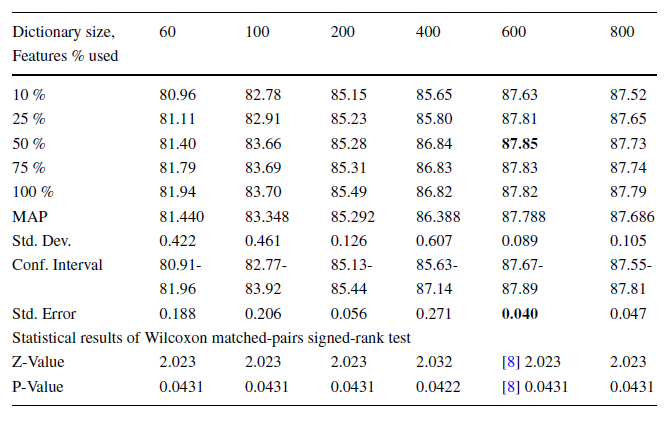 Dictionary size, 60 100 200 400 600 800
Features % used
10 % 80.96 82.78 85.15 85.65 87.63 87.52
25 % 81.11 82.91 85.23 85.80 87.81 87.65
50 % 81.40 83.66 85.28 86.84 87.85 87.73
75 % 81.79 83.69 85.31 86.83 87.83 87.74
100 % 81.94 83.70 85.49 86.82 87.82 87.79
MAP 81.440 83.348 85.292 86.388 87.788 87.686
Std. Dev. 0.422 0.461 0.126 0.607 0.089 0.105
Conf. Interval 80.91- 82.77- 85.13- 85.63- 87.67- 87.55-
81.96 83.92 85.44 87.14 87.89 87.81
Std. Error 0.188 0.206 0.056 0.271 0.040 0.047
Statistical results of Wilcoxon matched-pairs signed-rank test
Z-Value 2.023 2.023 2.023 2.032 [8] 2.023 2.023
P-Value 0.0431 0.0431 0.0431 0.0422 [8] 0.0431 0.0431